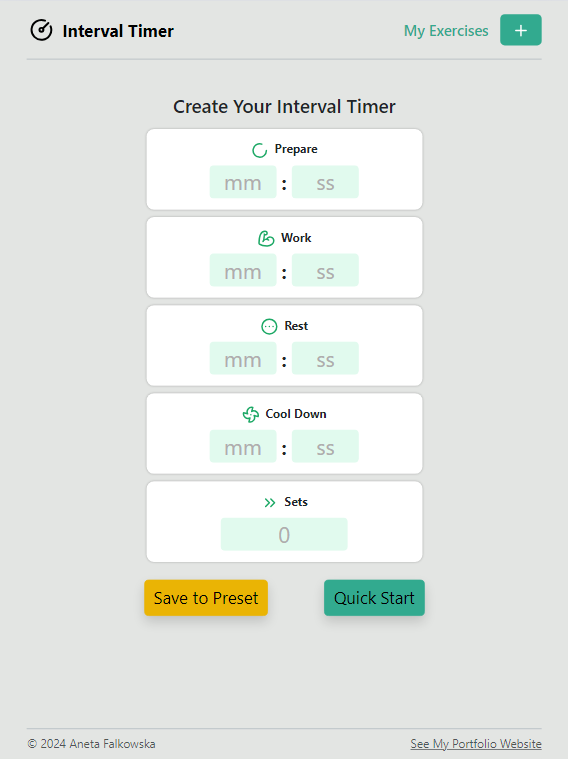 Interval Timer
My Exercises +
Create Your Interval Timer
Prepare
mm : ss
Work
mm : ss
Rest
mm : ss
Cool Down
mm : ss
Sets
0
Save to Preset Quick Start
© 2024 Aneta Falkowska
See My Portfolio Website